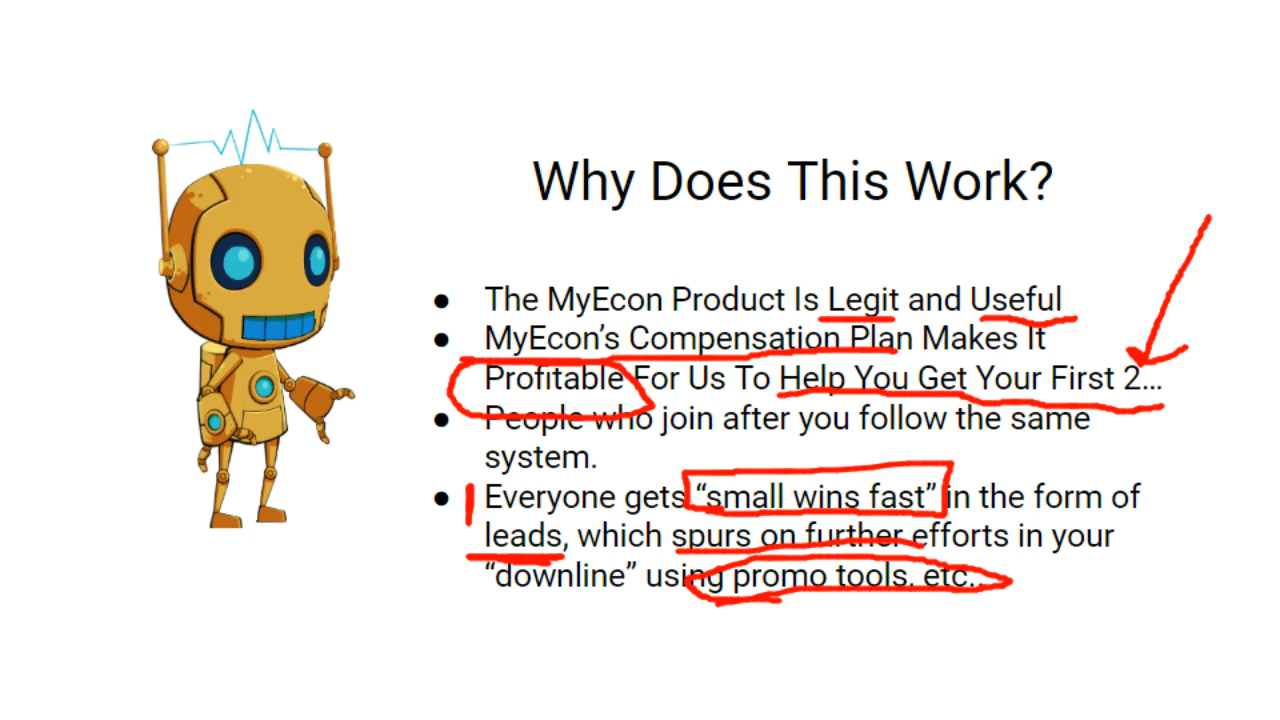 Why Does This Work?
● The MyEcon Product Is Legit and Useful
● MyEcon’s Compensation Plan Makes It
Profitable For Us To Help You Get Your First 2...
● People who join after you follow the same
system.
● Everyone gets “small wins fast” in the form of
leads, which spurs on further efforts in your
“downline” using promo tools, etc..